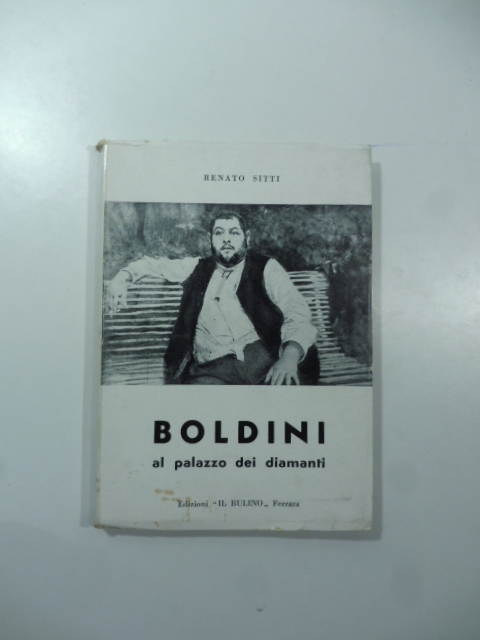 RENATO SITTI
BOLDINI
al palazzo dei diamanti
Edizioni "IL BULINO„ Ferrara